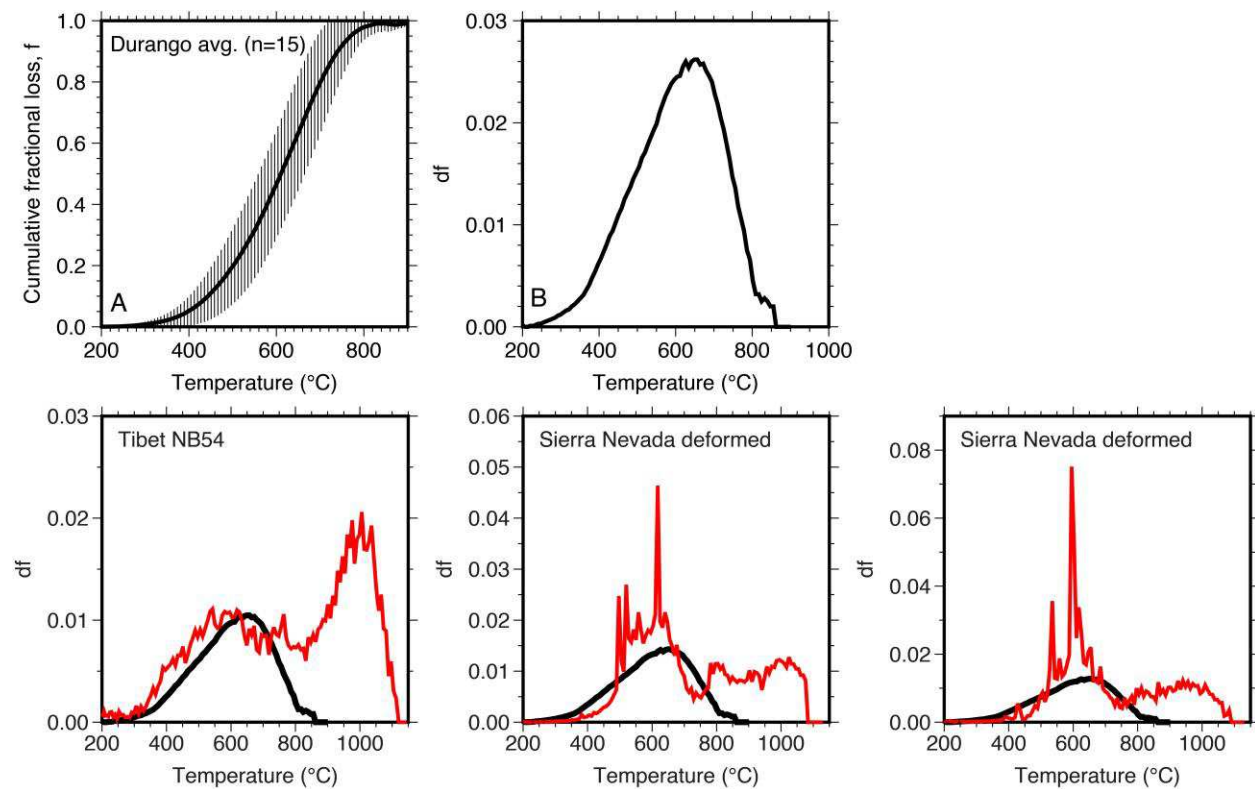 Durango avg. (n=15)
Cumulative fractional loss, f
1.0
0.8
0.6
0.4
0.2
0.0
A
200 400 600 800
Temperature (°C)
df
0.03
0.02
0.01
0.00
B
200 400 600 800 1000
Temperature (°C)
Tibet NB54
df
0.03
0.02
0.01
0.00
200 400 600 800 1000
Temperature (°C)
Sierra Nevada deformed
df
0.06
0.05
0.04
0.03
0.02
0.01
0.00
200 400 600 800 1000
Temperature (°C)
Sierra Nevada deformed
df
0.08
0.06
0.04
0.02
0.00
200 400 600 800 1000
Temperature (°C)